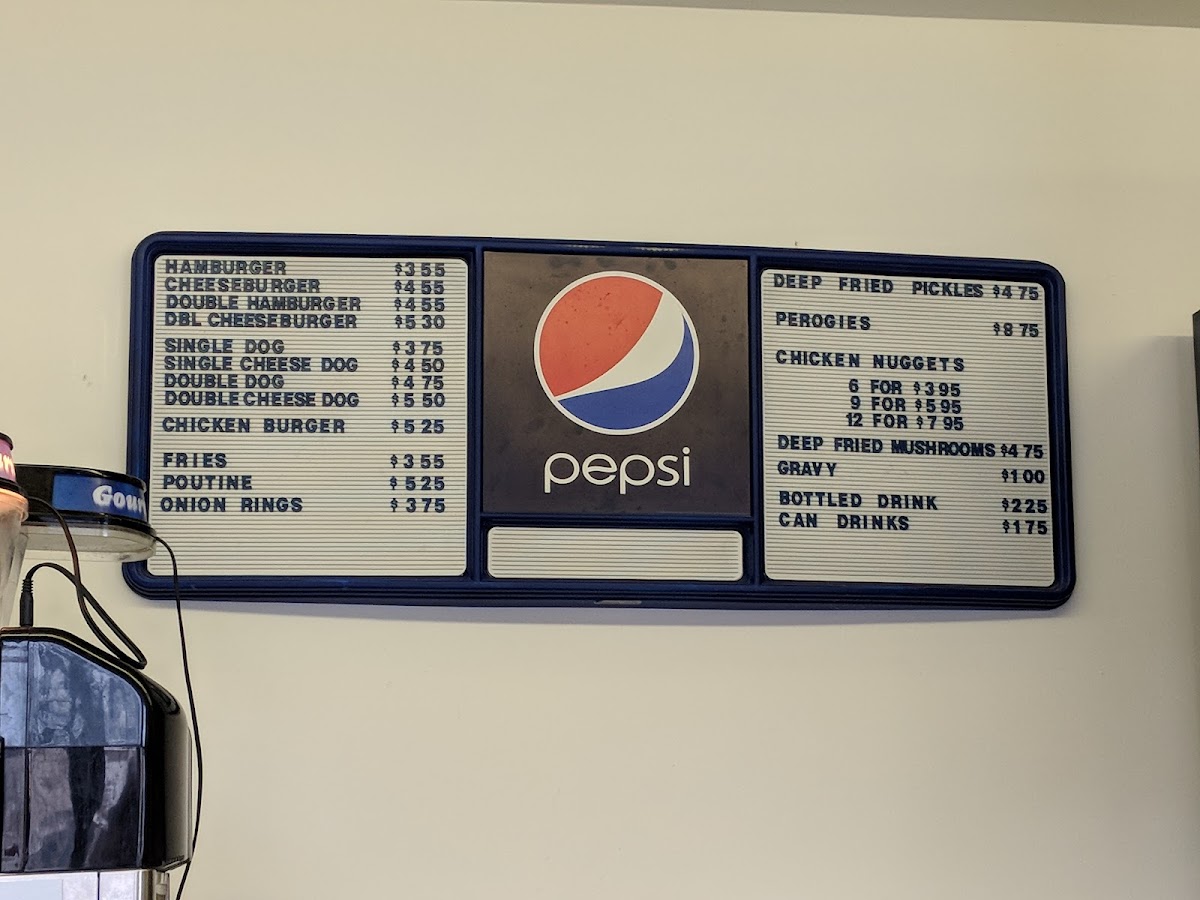 HAMBURGER $3 55
CHEESEBURGER $4 55
DOUBLE HAMBURGER $4 55
DBL CHEESEBURGER $5 30
SINGLE DOG $3 75
SINGLE CHEESE DOG $4 50
DOUBLE DOG $4 75
DOUBLE CHEESE DOG $5 50
CHICKEN BURGER $5 25
FRIES $3 55
POUTINE $5 25
ONION RINGS $3 75
pepsi
DEEP FRIED PICKLES $4 75
PEROGIES $8 75
CHICKEN NUGGETS
6 FOR $3 95
9 FOR $5 95
12 FOR $7 95
DEEP FRIED MUSHROOMS $4 75
GRAVY $1 00
BOTTLED DRINK $2 25
CAN DRINKS $1 75